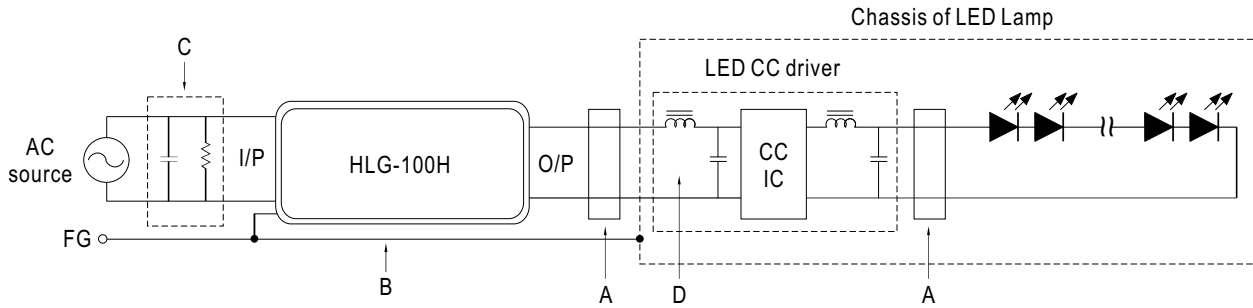 Chassis of LED Lamp
C
LED CC driver
AC
source
I/P
HLG-100H
O/P
CC
IC
FG
B
A
D
A